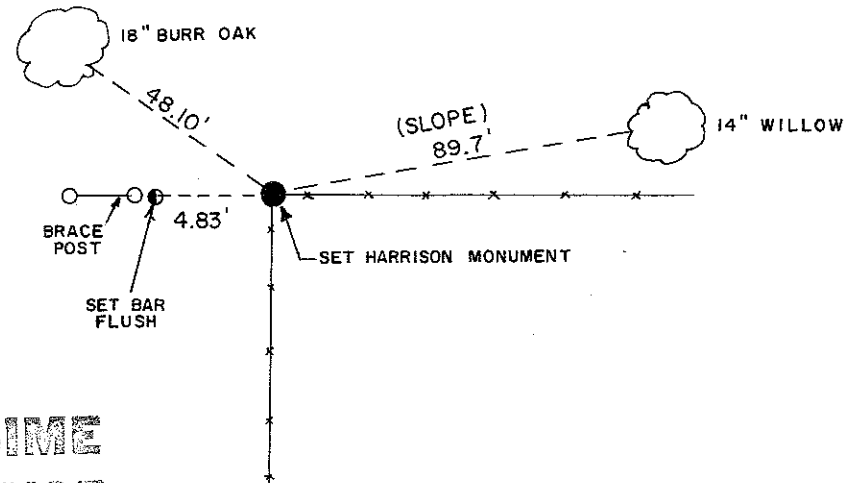 18" BURR OAK
48.10'
(SLOPE)
89.7'
14" WILLOW
4.83'
BRACE
POST
SET HARRISON MONUMENT
SET BAR
FLUSH
DIME